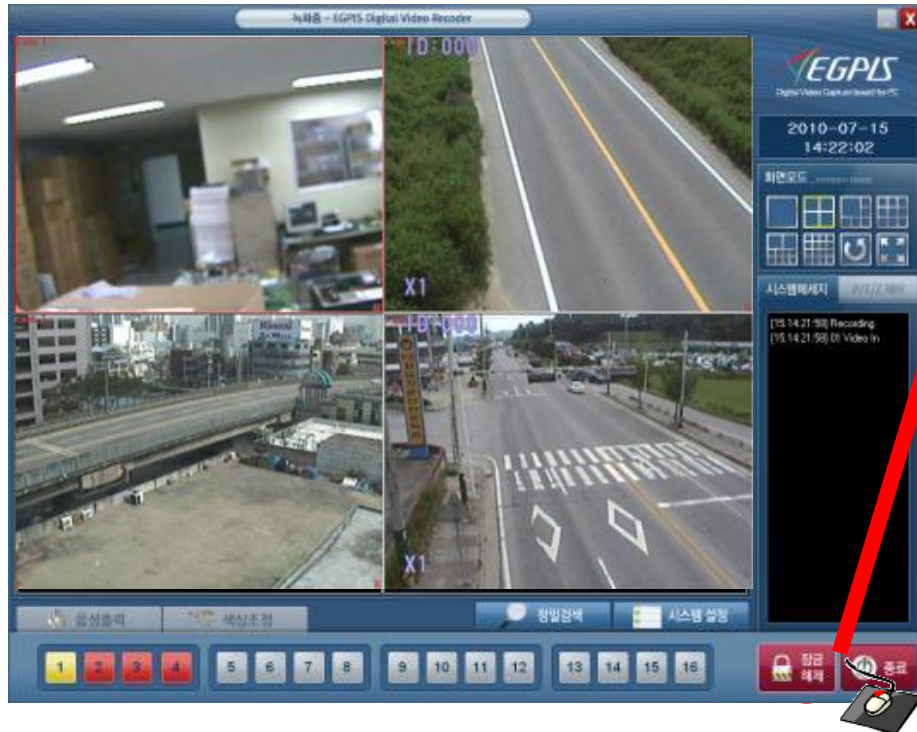 녹화중 - EGPIS Digital Video Recoder
ID:000
X1
ID:000
X1
EGPIS
Digital Video Capture board for PC
2010-07-15
14:22:02
화면모드
시스템메세지
[15.14:21:58] Recording
[15.14:21:58] 01 Video In
음성출력
색상조정
정밀검색
시스템 설정
1 2 3 4 5 6 7 8 9 10 11 12 13 14 15 16
잠금
해제
종료